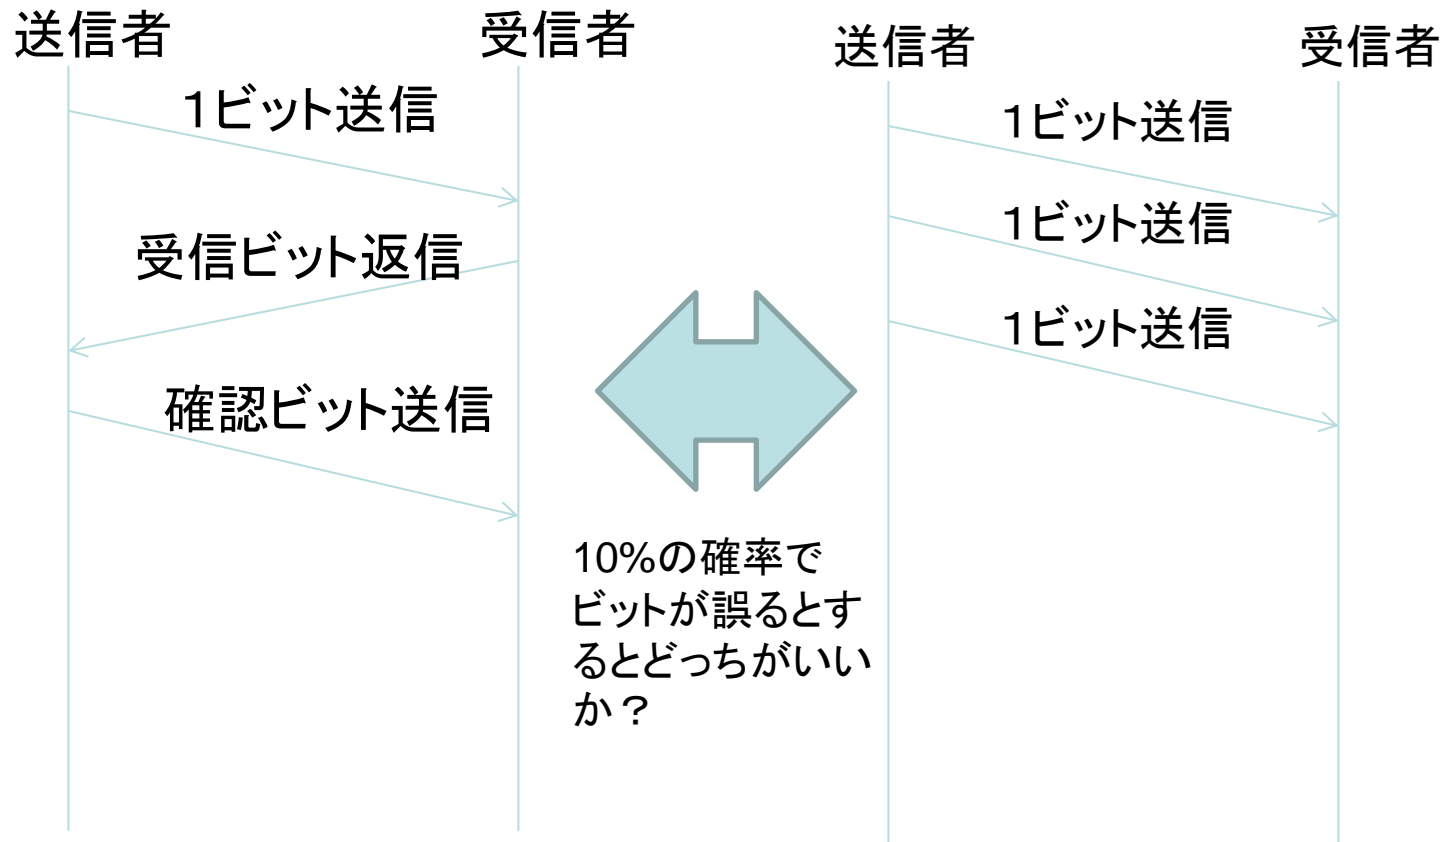 送信者
受信者
1ビット送信
受信ビット返信
確認ビット送信
10%の確率で
ビットが誤るとす
るとどっちがいい
か？
送信者
受信者
1ビット送信
1ビット送信
1ビット送信